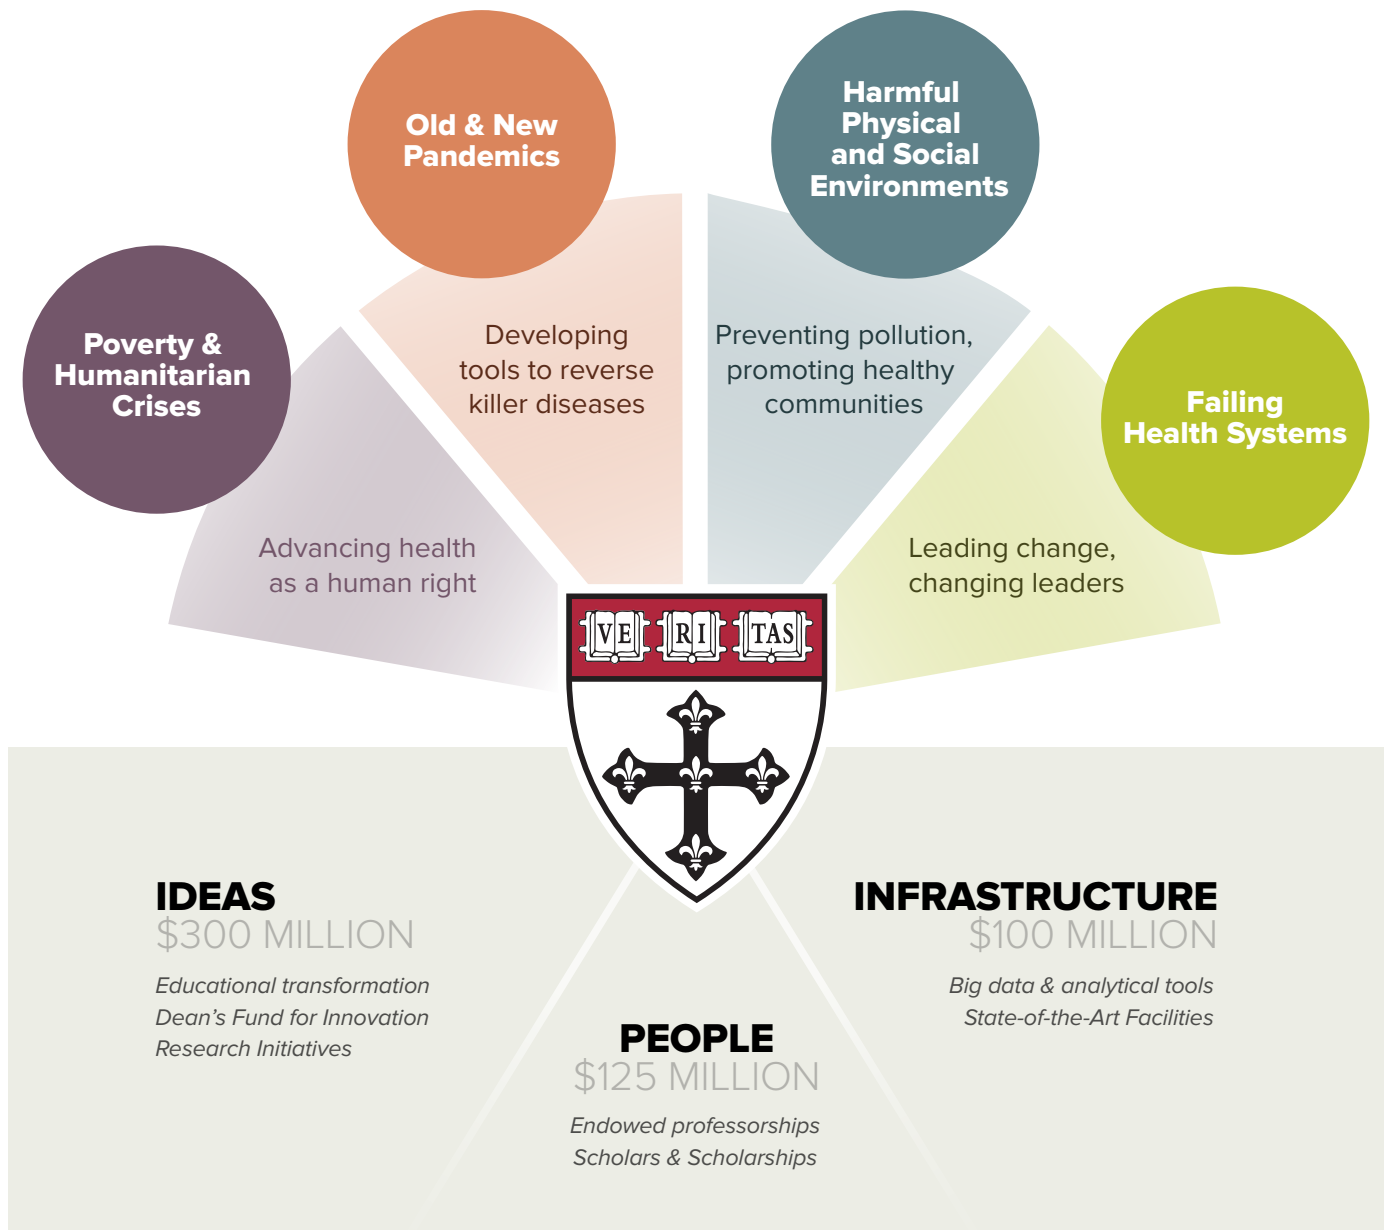 Old & New
Pandemics
Harmful
Physical
and Social
Environments
Poverty &
Humanitarian
Crises
Failing
Health Systems
Developing
tools to reverse
killer diseases
Preventing pollution,
promoting healthy
communities
Advancing health
as a human right
Leading change,
changing leaders
VE RI TAS
IDEAS
$300 MILLION
Educational transformation
Dean’s Fund for Innovation
Research Initiatives
PEOPLE
$125 MILLION
Endowed professorships
Scholars & Scholarships
INFRASTRUCTURE
$100 MILLION
Big data & analytical tools
State-of-the-Art Facilities